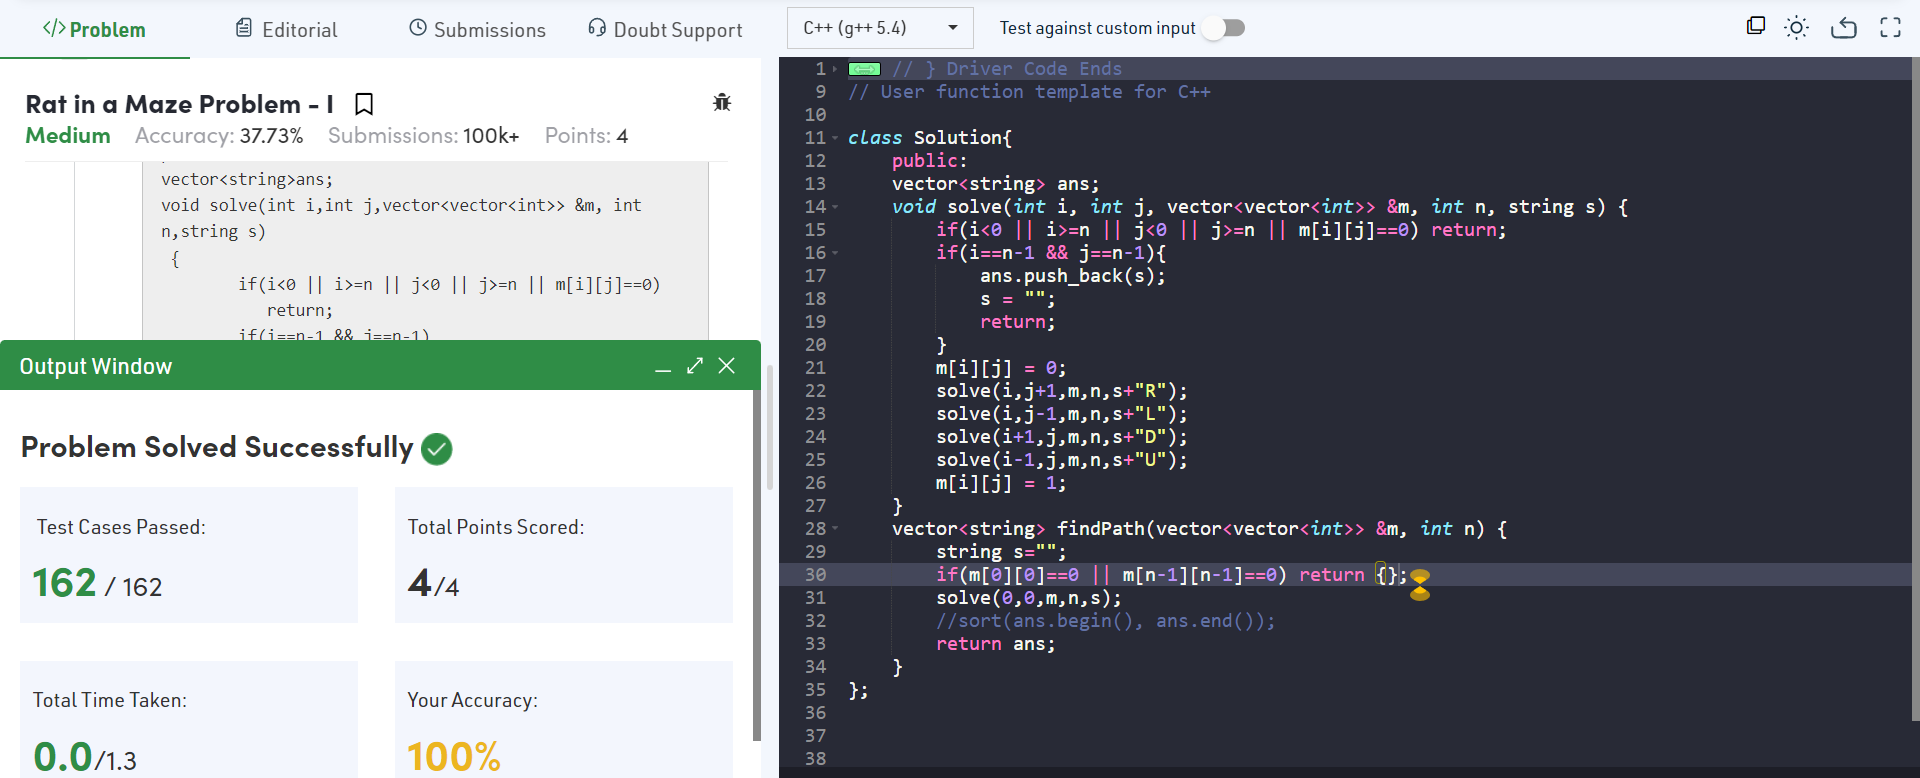 </> Problem
Editorial
Submissions
Doubt Support
C++ (g++ 5.4)
Test against custom input
Rat in a Maze Problem - I
Medium Accuracy: 37.73% Submissions: 100k+ Points: 4
vector<string>ans;
void solve(int i,int j,vector<vector<int>> &m, int
n,string s)
{
if(i<0 || i>=n || j<0 || j>=n || m[i][j]==0)
return;
if(i==n-1 && j==n-1)
Output Window
Problem Solved Successfully
Test Cases Passed:
162 / 162
Total Points Scored:
4/4
Total Time Taken:
0.0/1.3
Your Accuracy:
100%
1 // } Driver Code Ends
9 // User function template for C++
10
11 class Solution{
12 public:
13 vector<string> ans;
14 void solve(int i, int j, vector<vector<int>> &m, int n, string s) {
15 if(i<0 || i>=n || j<0 || j>=n || m[i][j]==0) return;
16 if(i==n-1 && j==n-1){
17 ans.push_back(s);
18 s = "";
19 return;
20 }
21 m[i][j] = 0;
22 solve(i,j+1,m,n,s+"R");
23 solve(i,j-1,m,n,s+"L");
24 solve(i+1,j,m,n,s+"D");
25 solve(i-1,j,m,n,s+"U");
26 m[i][j] = 1;
27 }
28 vector<string> findPath(vector<vector<int>> &m, int n) {
29 string s="";
30 if(m[0][0]==0 || m[n-1][n-1]==0) return {};
31 solve(0,0,m,n,s);
32 //sort(ans.begin(), ans.end());
33 return ans;
34 }
35 };
36
37
38